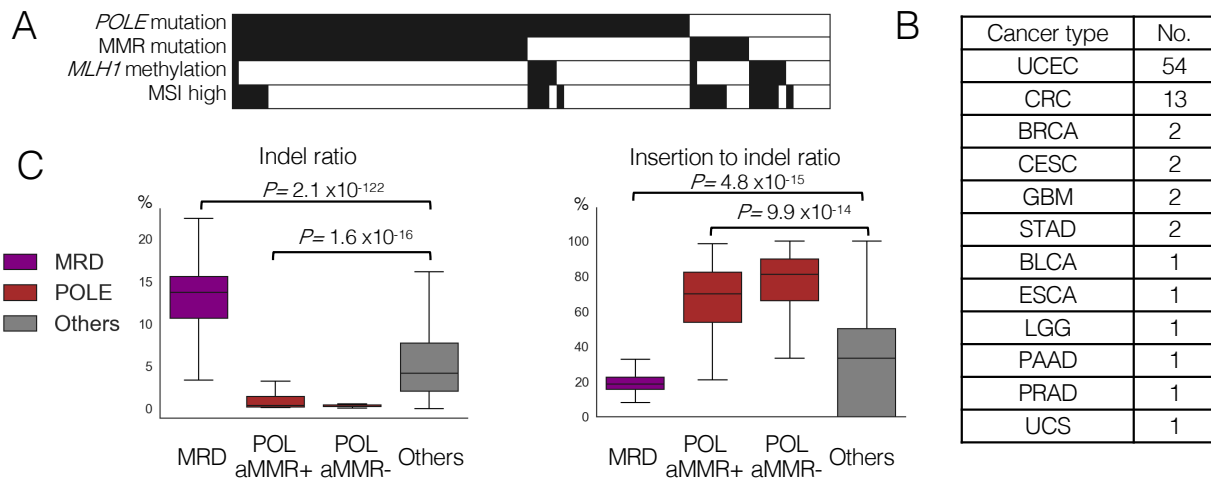 A
POLE mutation
MMR mutation
MLH1 methylation
MSI high
B
Cancer type No.
UCEC 54
CRC 13
BRCA 2
CESC 2
GBM 2
STAD 2
BLCA 1
ESCA 1
LGG 1
PAAD 1
PRAD 1
UCS 1
C
MRD
POLE
Others
Indel ratio
%
P= 2.1 x10-122
P= 1.6 x10-16
20
15
10
5
0
MRD
POL aMMR+
POL aMMR-
Others
Insertion to indel ratio
%
P= 4.8 x10-15
P= 9.9 x10-14
100
80
60
40
20
0
MRD
POL aMMR+
POL aMMR-
Others